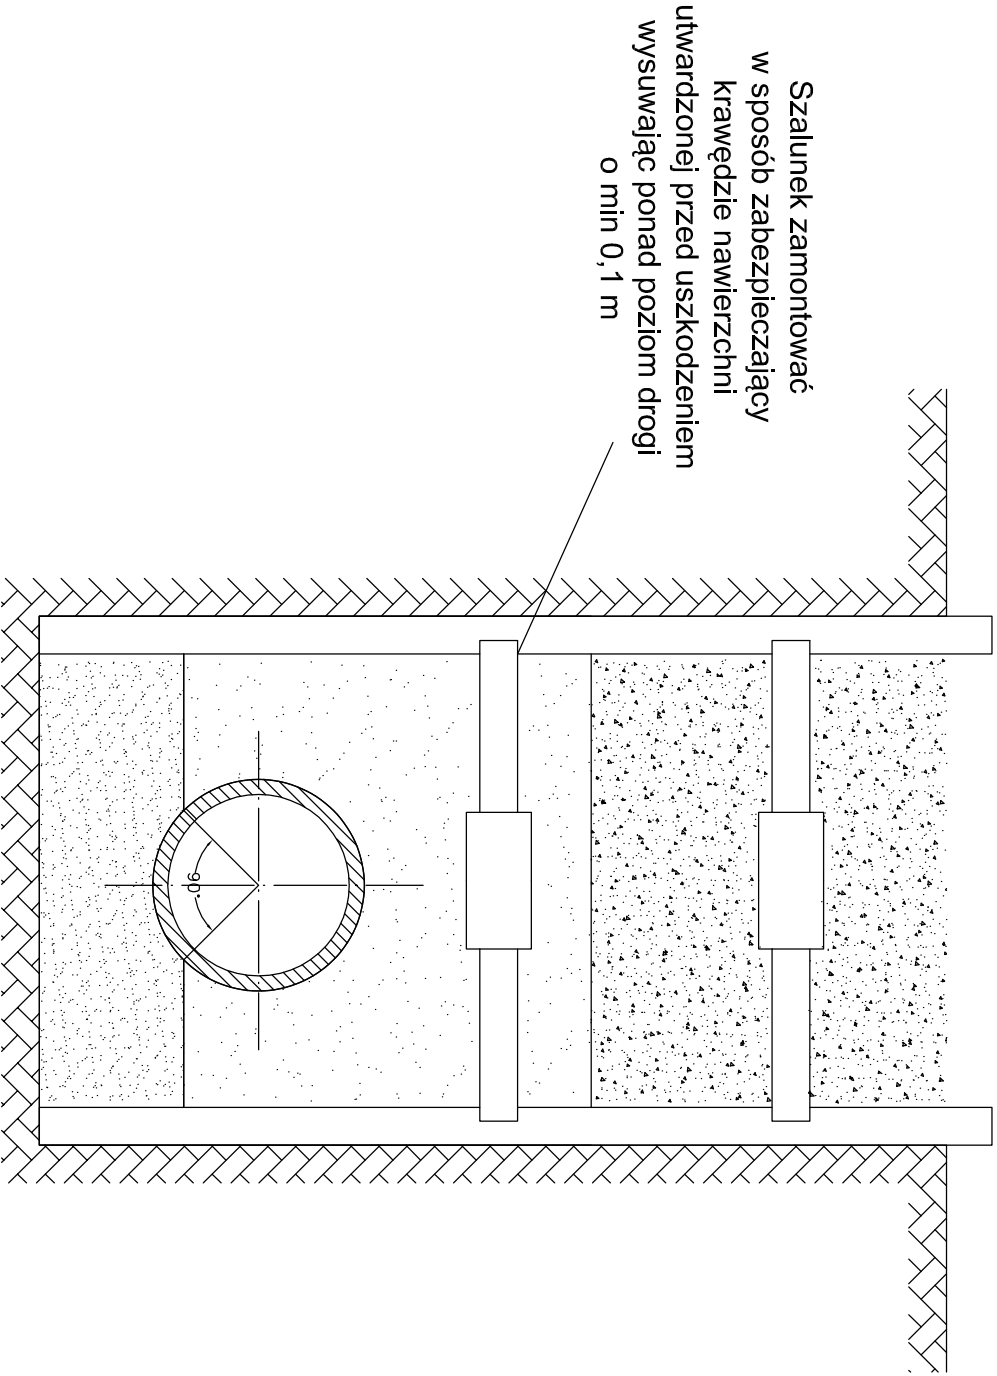 Szalunek zamontować
w sposób zabezpieczający
krawędzie nawierzchni
utwardzonej przed uszkodzeniem
wysuwając ponad poziom drogi
o min 0,1 m
90°